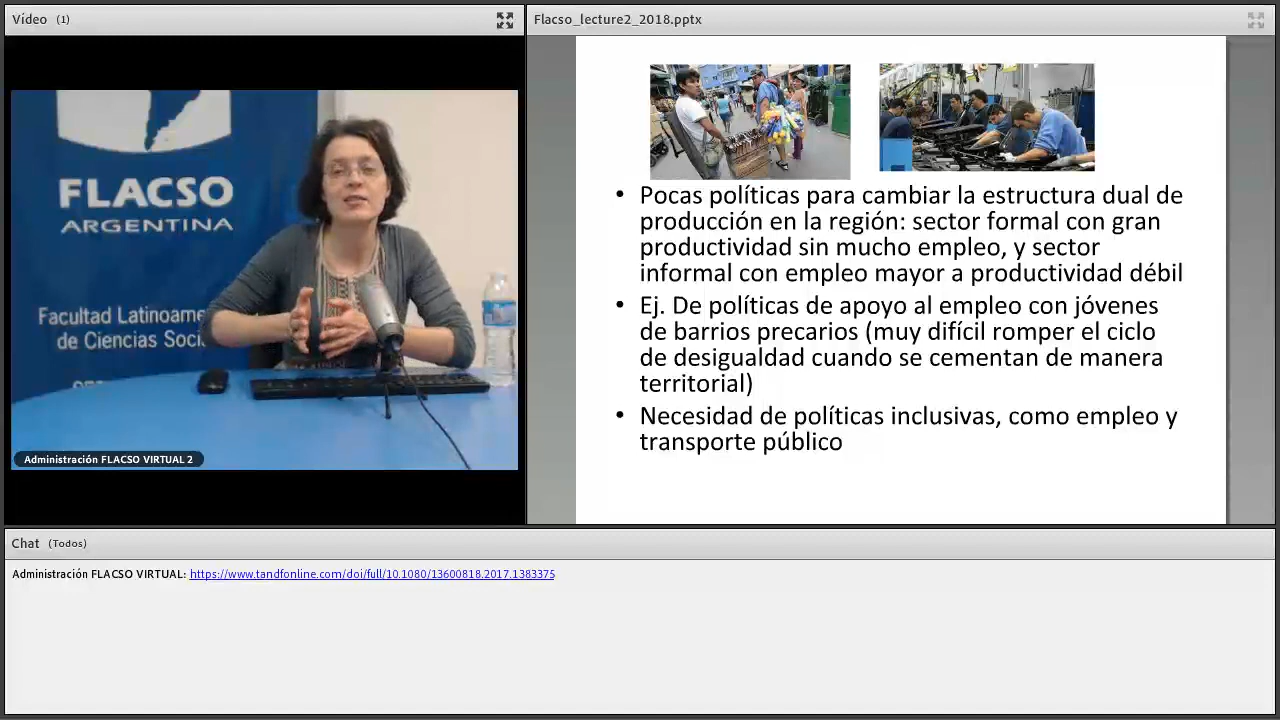 Vídeo (1)
FLACSO
ARGENTINA
Facultad Latinoame
de Ciencias Soci
Administración FLACSO VIRTUAL 2
Flacso_lecture2_2018.pptx
• Pocas políticas para cambiar la estructura dual de
producción en la región: sector formal con gran
productividad sin mucho empleo, y sector
informal con empleo mayor a productividad débil
• Ej. De políticas de apoyo al empleo con jóvenes
de barrios precarios (muy difícil romper el ciclo
de desigualdad cuando se cementan de manera
territorial)
• Necesidad de políticas inclusivas, como empleo y
transporte público
Chat (Todos)
Administración FLACSO VIRTUAL: https://www.tandfonline.com/doi/full/10.1080/13600818.2017.1383375